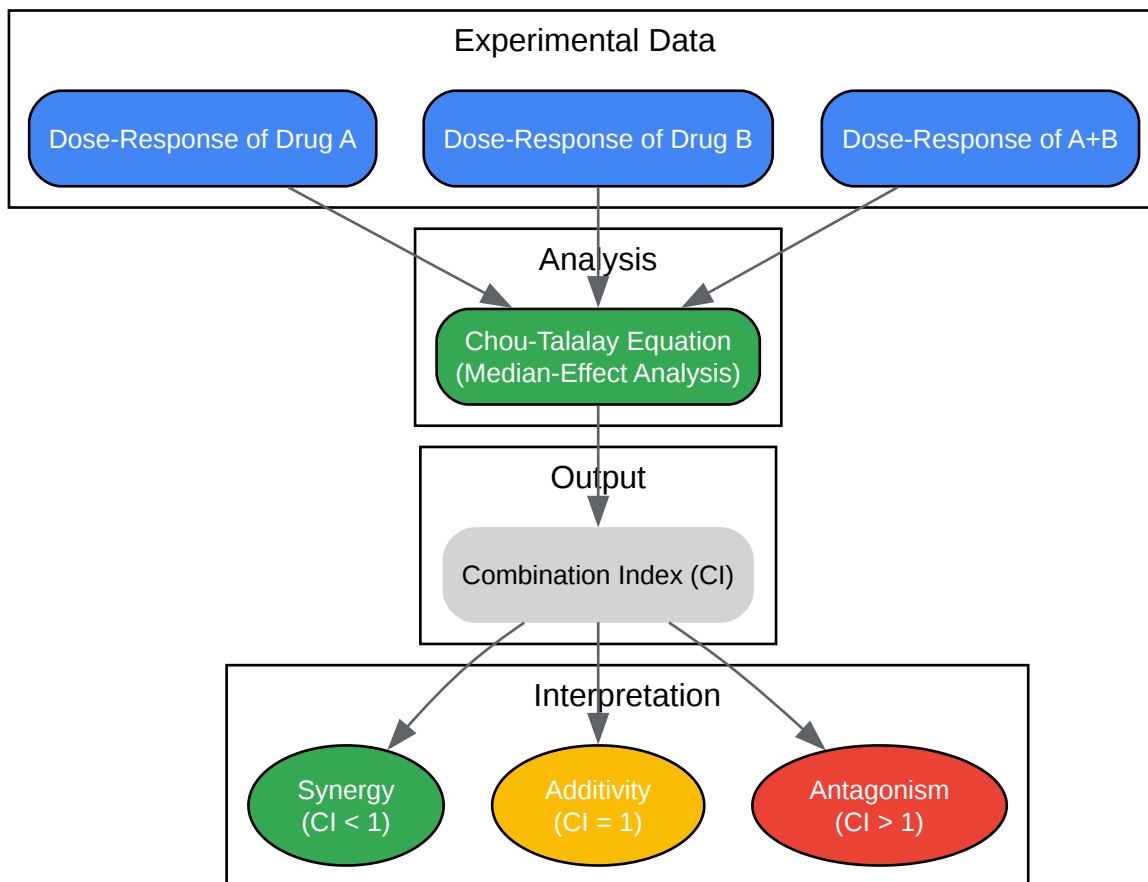 Experimental Data
Dose-Response of Drug A
Dose-Response of Drug B
Dose-Response of A+B
Analysis
Chou-Talalay Equation
(Median-Effect Analysis)
Output
Combination Index (CI)
Interpretation
Synergy
(CI < 1)
Additivity
(CI = 1)
Antagonism
(CI > 1)